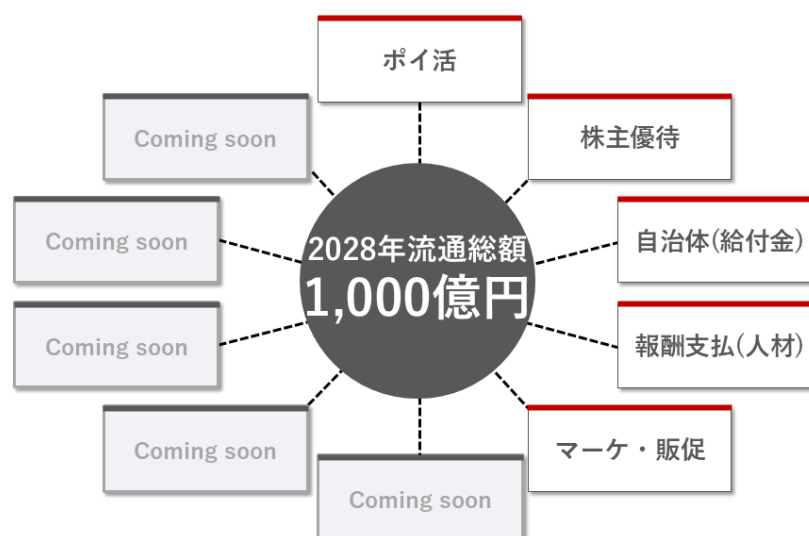 ポイ活
Coming soon
株主優待
Coming soon
自治体(給付金)
2028年流通総額
1,000億円
Coming soon
報酬支払(人材)
Coming soon
マーケ・販促
Coming soon